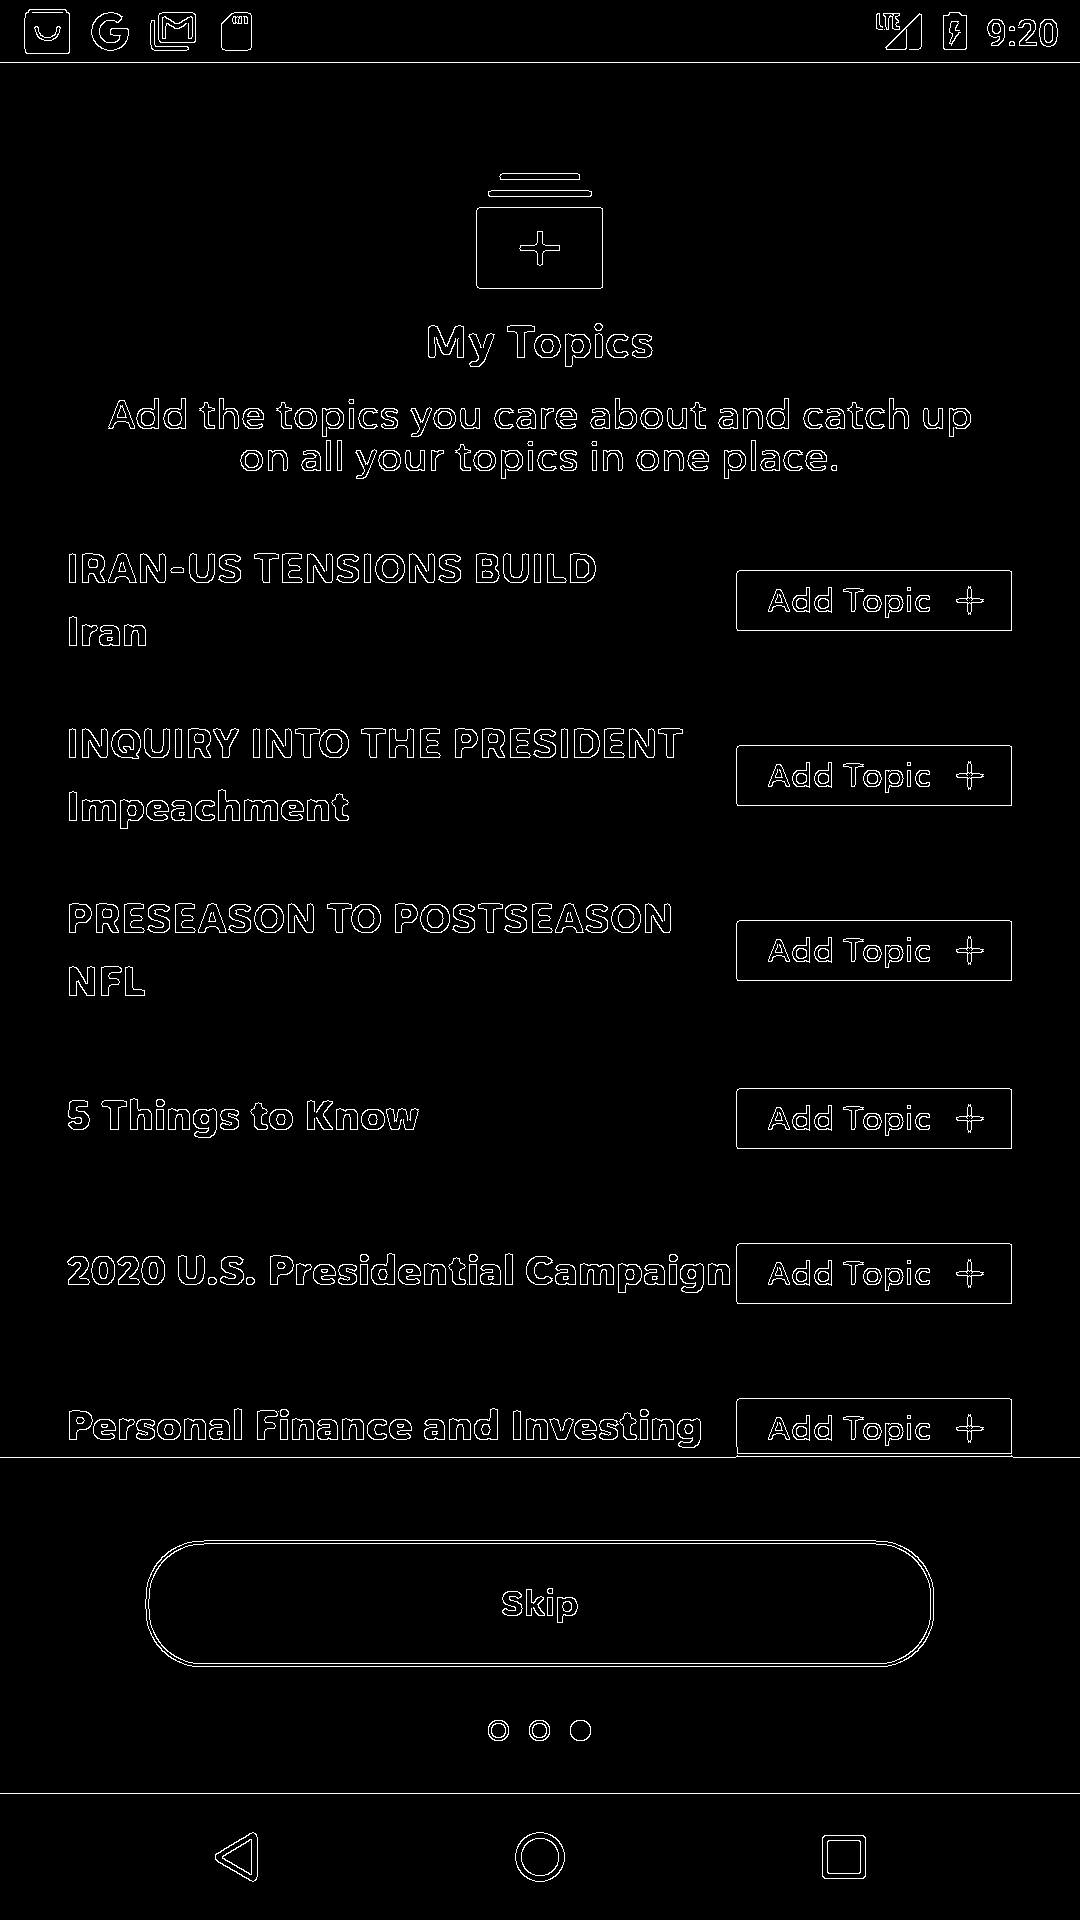 LTE 9:20
My Topics
Add the topics you care about and catch up
on all your topics in one place.
IRAN-US TENSIONS BUILD
Iran
Add Topic
INQUIRY INTO THE PRESIDENT
Impeachment
Add Topic
PRESEASON TO POSTSEASON
NFL
Add Topic
5 Things to Know
Add Topic
2020 U.S. Presidential Campaign
Add Topic
Personal Finance and Investing
Add Topic
Skip